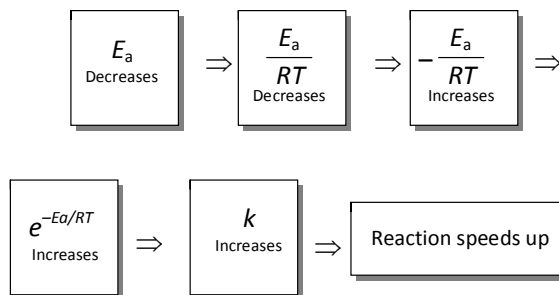 Eₐ ⇒ Eₐ/RT ⇒ –Eₐ/RT ⇒
Decreases Decreases Increases
e^–Ea/RT ⇒ k ⇒ Reaction speeds up
Increases Increases